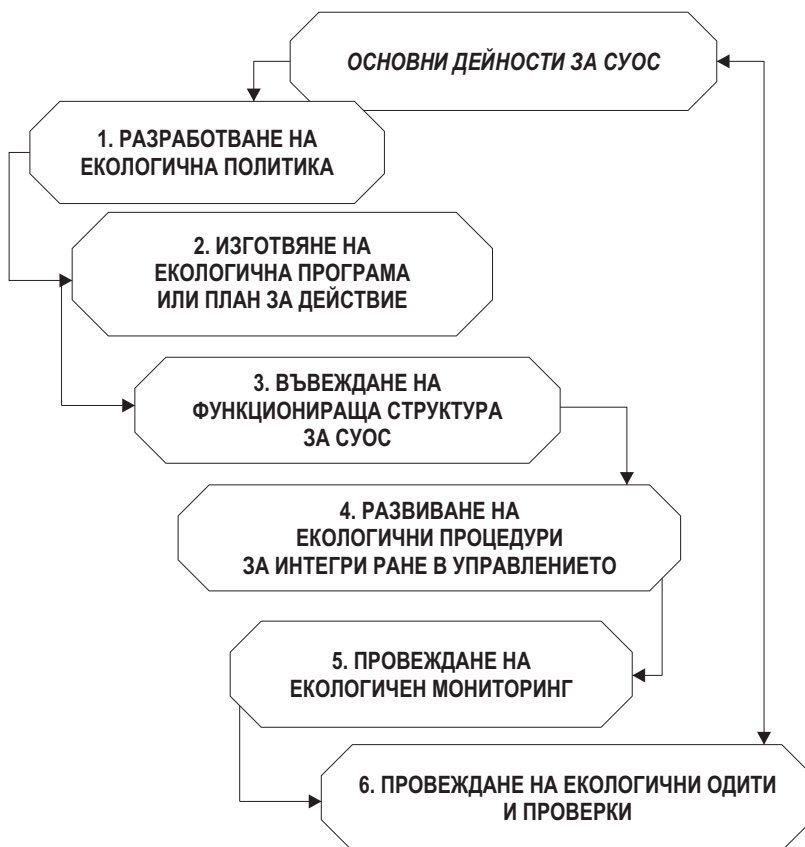 ОСНОВНИ ДЕЙНОСТИ ЗА СУОС
1. РАЗРАБОТВАНЕ НА
ЕКОЛОГИЧНА ПОЛИТИКА
2. ИЗГОТВЯНЕ НА
ЕКОЛОГИЧНА ПРОГРАМА
ИЛИ ПЛАН ЗА ДЕЙСТВИЕ
3. ВЪВЕЖДАНЕ НА
ФУНКЦИОНИРАЩА СТРУКТУРА
ЗА СУОС
4. РАЗВИВАНЕ НА
ЕКОЛОГИЧНИ ПРОЦЕДУРИ
ЗА ИНТЕГРИ РАНЕ В УПРАВЛЕНИЕТО
5. ПРОВЕЖДАНЕ НА
ЕКОЛОГИЧЕН МОНИТОРИНГ
6. ПРОВЕЖДАНЕ НА ЕКОЛОГИЧНИ ОДИТИ
И ПРОВЕРКИ